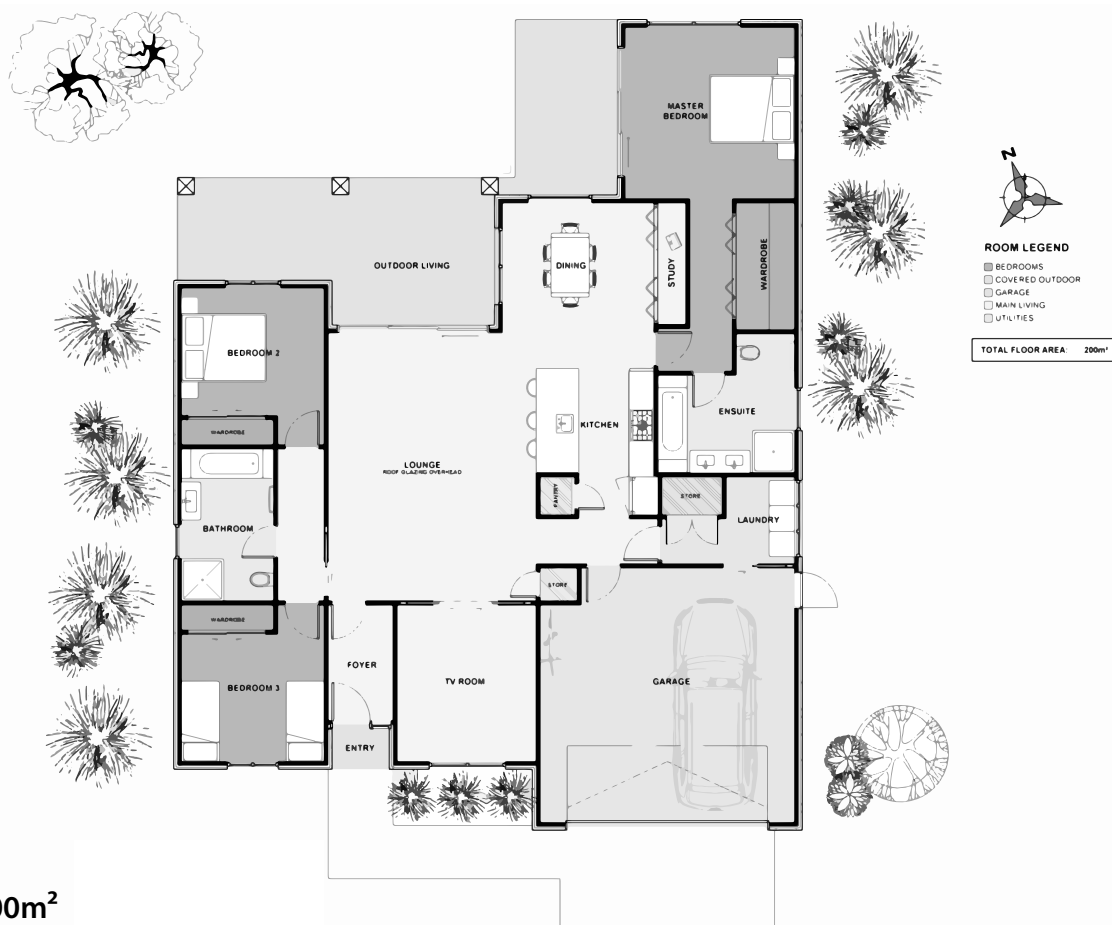 MASTER
BEDROOM
N
OUTDOOR LIVING
DINING
STUDY
WARDROBE
ROOM LEGEND
BEDROOMS
COVERED OUTDOOR
GARAGE
MAIN LIVING
UTILITIES
TOTAL FLOOR AREA: 200m²
BEDROOM 2
WARDROBE
KITCHEN
ENSUITE
LOUNGE
ROOF GLAZING OVERHEAD
PANTRY
STORE
LAUNDRY
BATHROOM
STORE
WARDROBE
FOYER
BEDROOM 3
TV ROOM
GARAGE
ENTRY
0m²